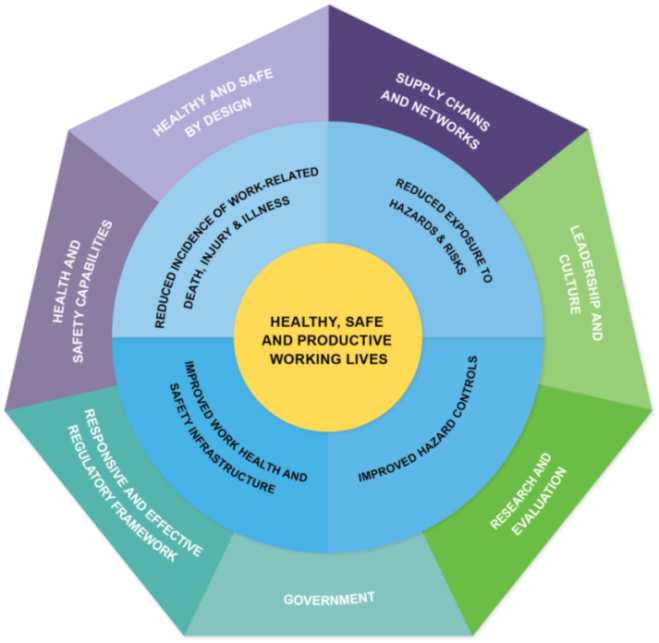 HEALTHY AND SAFE
BY DESIGN
SUPPLY CHAINS
AND NETWORKS
LEADERSHIP AND
CULTURE
RESEARCH AND
EVALUATION
GOVERNMENT
RESPONSIVE AND EFFECTIVE
REGULATORY FRAMEWORK
HEALTH AND
SAFETY CAPABILITIES
REDUCED INCIDENCE OF WORK-RELATED
DEATH, INJURY & ILLNESS
REDUCED EXPOSURE TO
HAZARDS & RISKS
IMPROVED HAZARD CONTROLS
IMPROVED WORK HEALTH AND
SAFETY INFRASTRUCTURE
HEALTHY, SAFE
AND PRODUCTIVE
WORKING LIVES